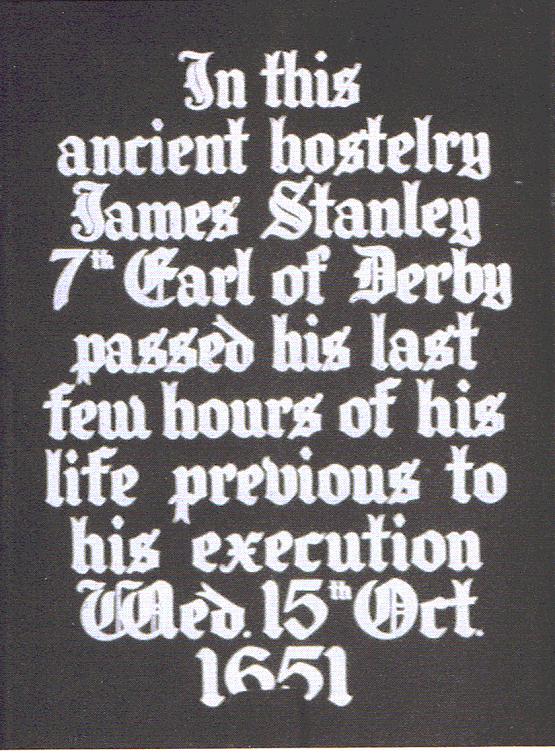 In this
ancient hostelry
James Stanley
7th Earl of Derby
passed his last
few hours of his
life previous to
his execution
Wed. 15th Oct.
1651